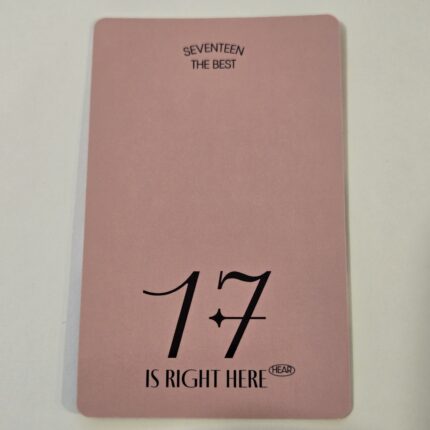 SEVENTEEN
THE BEST
17
IS RIGHT HERE HEAR